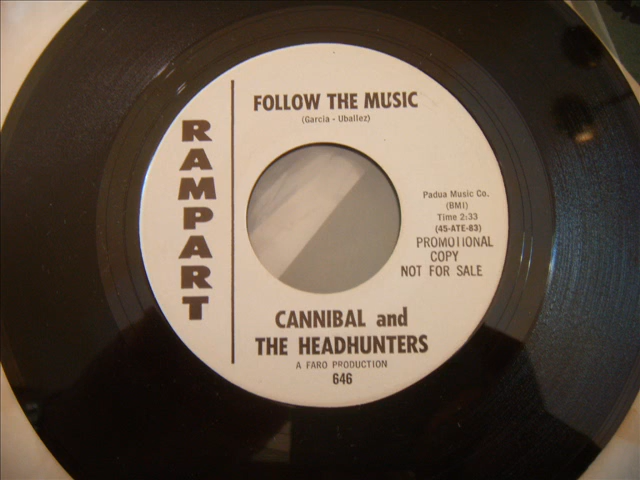 RAMPART
FOLLOW THE MUSIC
(Garcia - Uballez)
Padua Music Co.
(BMI)
Time 2:33
(45-ATE-83)
PROMOTIONAL
COPY
NOT FOR SALE
CANNIBAL and
THE HEADHUNTERS
A FARO PRODUCTION
646